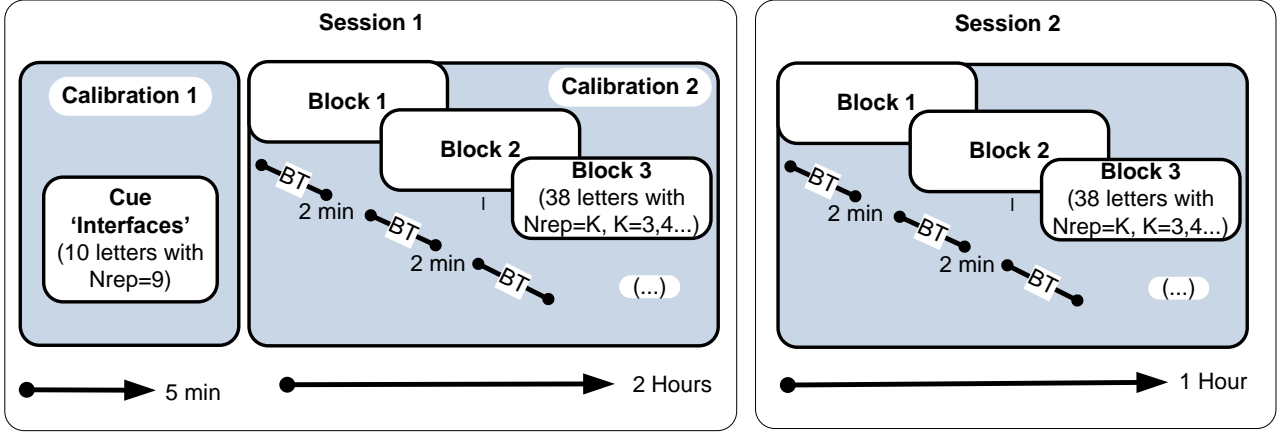 Session 1
Calibration 1
Cue
‘Interfaces’
(10 letters with
Nrep=9)
5 min
Calibration 2
Block 1
Block 2
Block 3
(38 letters with
Nrep=K, K=3,4...)
BT
2 min
BT
2 min
BT
(...)
2 Hours
Session 2
Block 1
Block 2
Block 3
(38 letters with
Nrep=K, K=3,4...)
BT
2 min
BT
2 min
BT
(...)
1 Hour